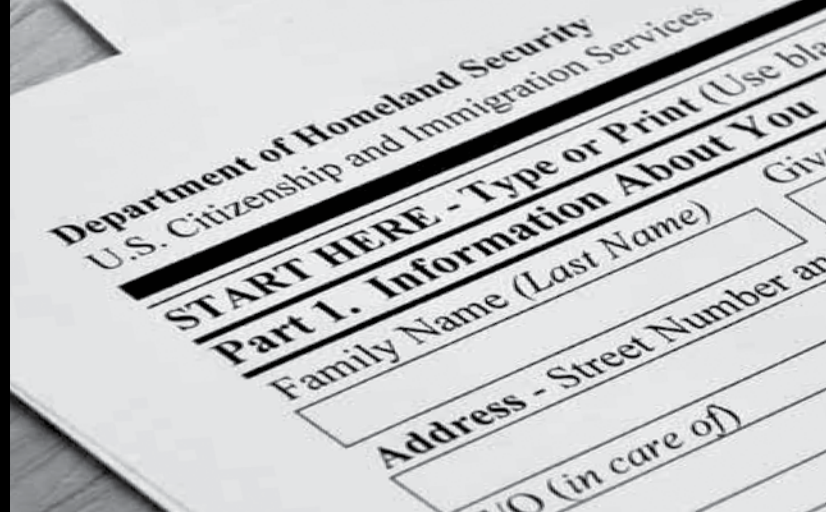 Department of Homeland Security
U.S. Citizenship and Immigration Services
START HERE - Type or Print (Use
Part 1. Information About You
Family Name (Last Name)
Address - Street Number
(in care of)